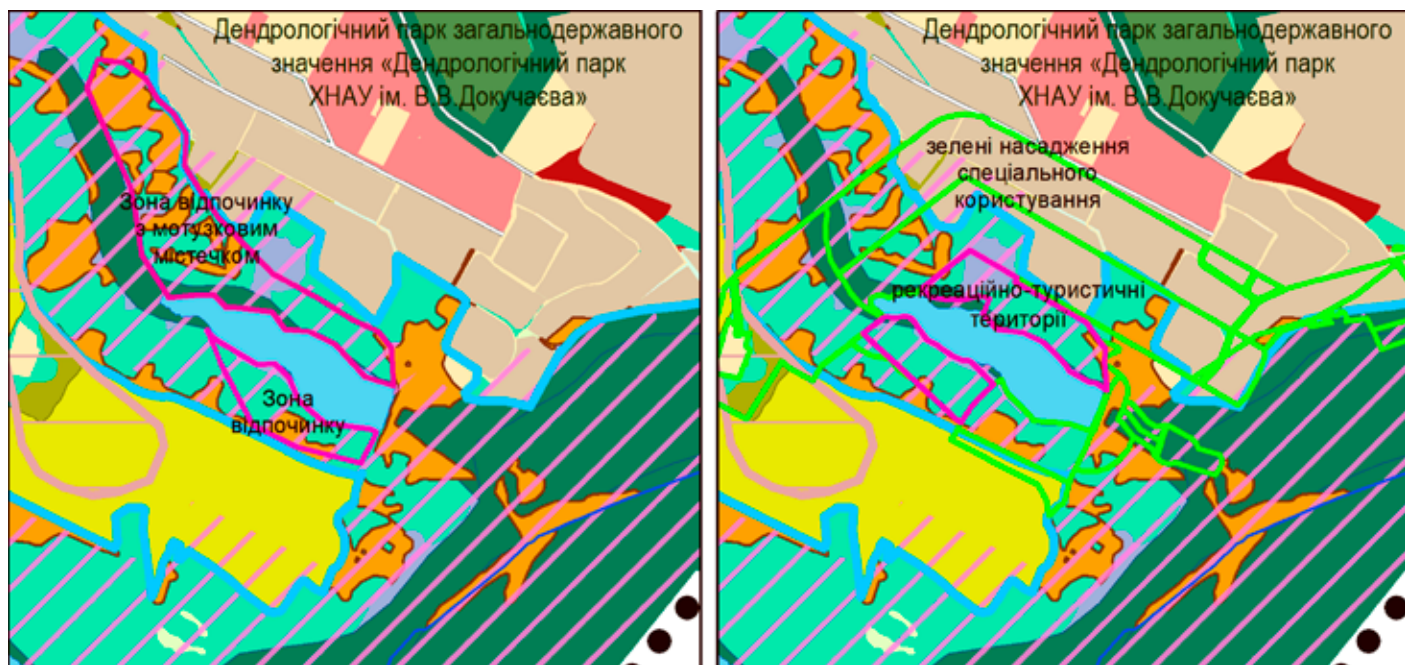 Дендрологічний парк загальнодержавного
значення «Дендрологічний парк
ХНАУ ім. В.В.Докучаєва»
Зона відпочинку
з мотузковим
містечком
Зона
відпочинку
Дендрологічний парк загальнодержавного
значення «Дендрологічний парк
ХНАУ ім. В.В.Докучаєва»
зелені насадження
спеціального
користування
рекреаційно-туристичні
території